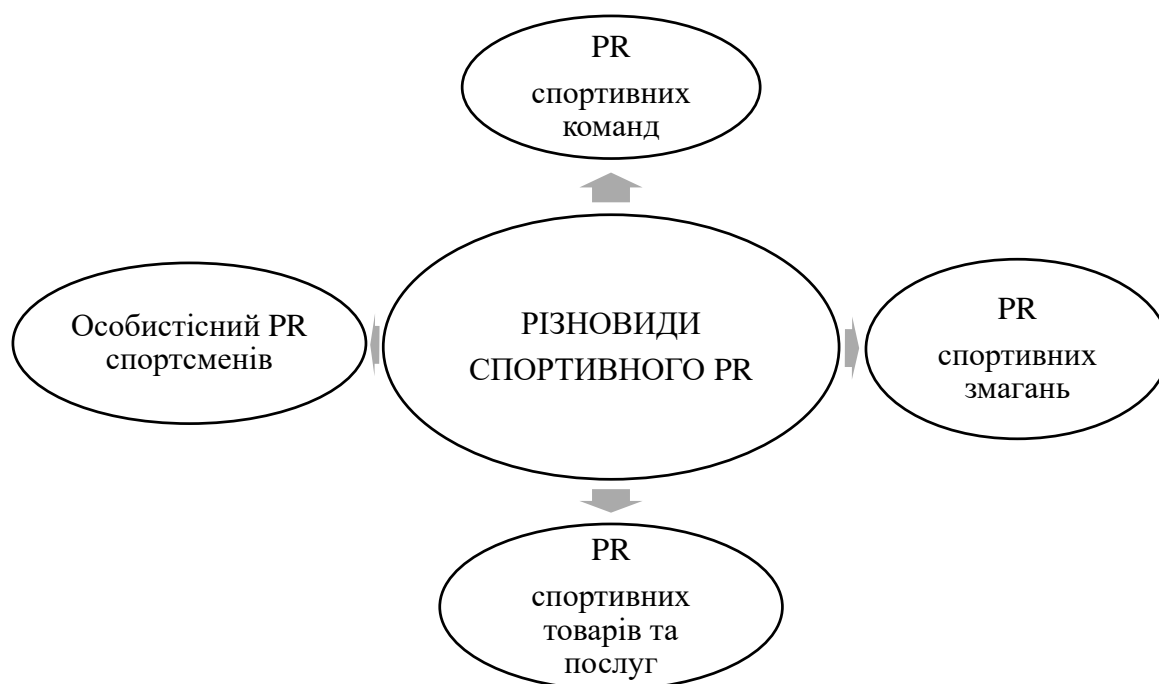 PR
спортивних
команд
Особистісний PR
спортсменів
РІЗНОВИДИ
СПОРТИВНОГО PR
PR
спортивних
змагань
PR
спортивних
товарів та
послуг